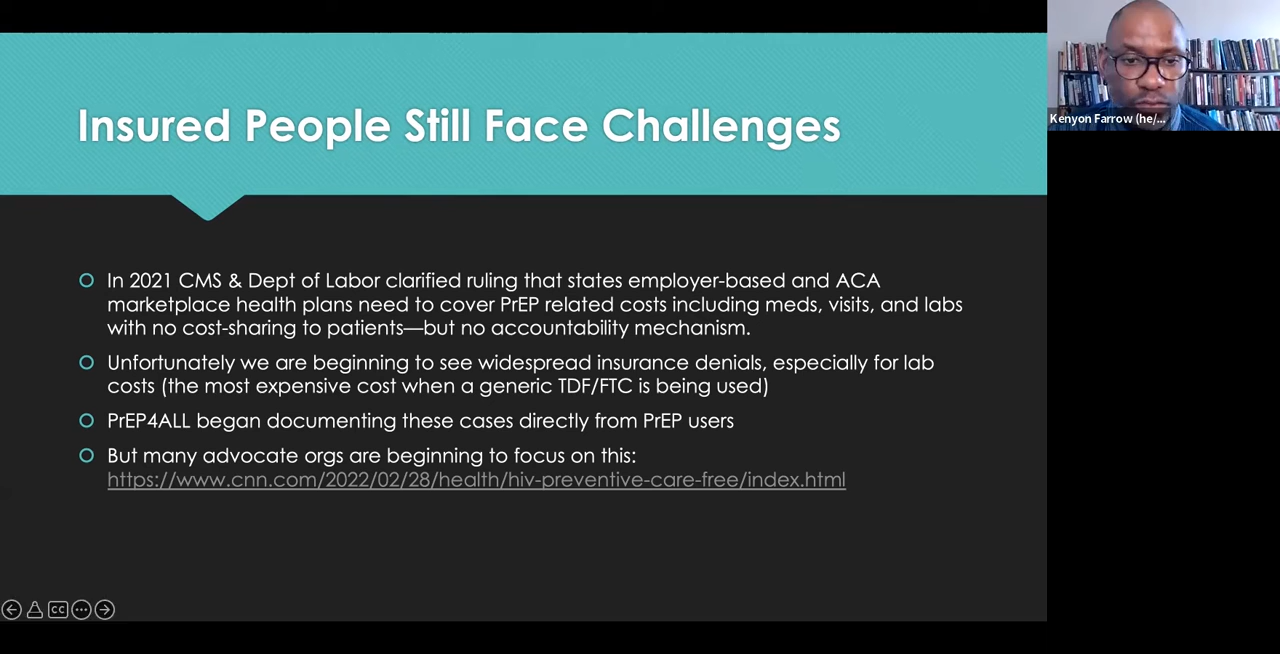 Insured People Still Face Challenges
Kenyon Farrow (he/...
In 2021 CMS & Dept of Labor clarified ruling that states employer-based and ACA
marketplace health plans need to cover PrEP related costs including meds, visits, and labs
with no cost-sharing to patients—but no accountability mechanism.
Unfortunately we are beginning to see widespread insurance denials, especially for lab
costs (the most expensive cost when a generic TDF/FTC is being used)
PrEP4ALL began documenting these cases directly from PrEP users
But many advocate orgs are beginning to focus on this:
https://www.cnn.com/2022/02/28/health/hiv-preventive-care-free/index.html
CC